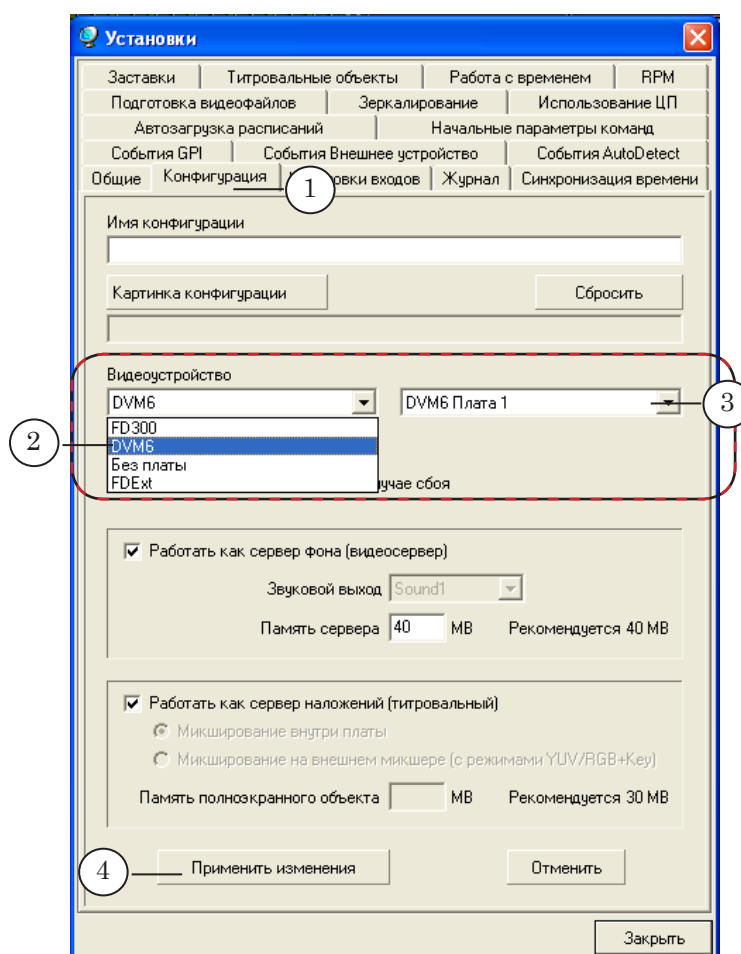 Установки
Заставки Титровальные объекты Работа с временем RPM
Подготовка видеофайлов Зеркалирование Использование ЦП
Автозагрузка расписаний Начальные параметры команд
События GPI События Внешнее устройство События AutoDetect
Общие Конфигурация входов Журнал Синхронизация времени
1
Имя конфигурации
Картинка конфигурации Сбросить
Видеоустройство
DVM6 DVM6 Плата 1
3
FD300
2
DVM6
Без платы
FDExt
сбоя
Работать как сервер фона (видеосервер)
Звуковой выход Sound1
Память сервера 40 MB Рекомендуется 40 MB
Работать как сервер наложений (титровальный)
Микширование внутри платы
Микширование на внешнем микшере (с режимами YUV/RGB+Key)
Память полноэкранного объекта MB Рекомендуется 30 MB
4
Применить изменения Отменить
Закрыть